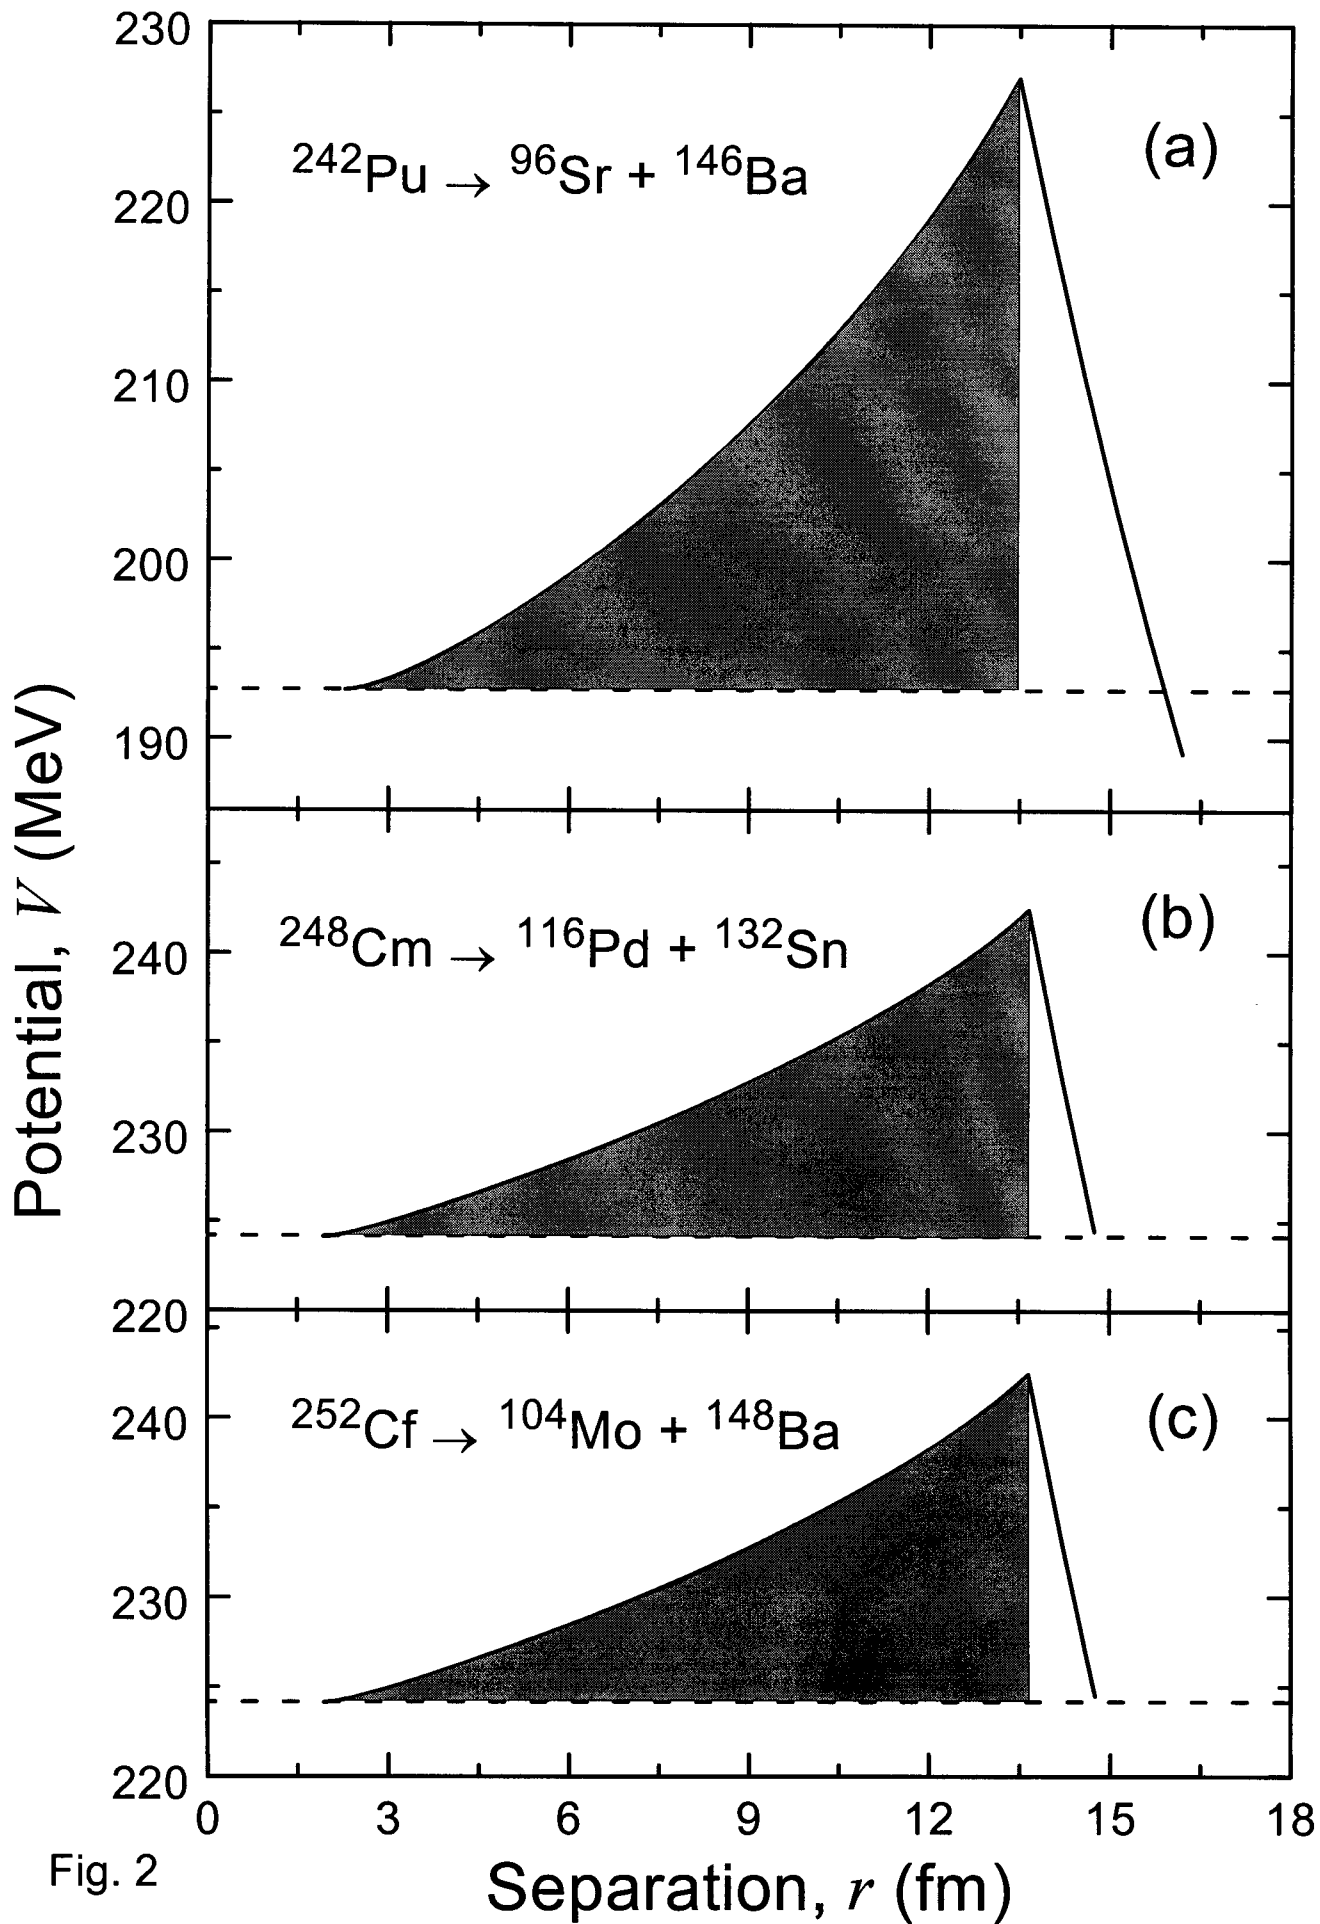 230
220
210
200
190
²⁴²Pu → ⁹⁶Sr + ¹⁴⁶Ba
(a)
Potential, V (MeV)
240
230
220
²⁴⁸Cm → ¹¹⁶Pd + ¹³²Sn
(b)
240
230
220
²⁵²Cf → ¹⁰⁴Mo + ¹⁴⁸Ba
(c)
0 3 6 9 12 15 18
Separation, r (fm)
Fig. 2